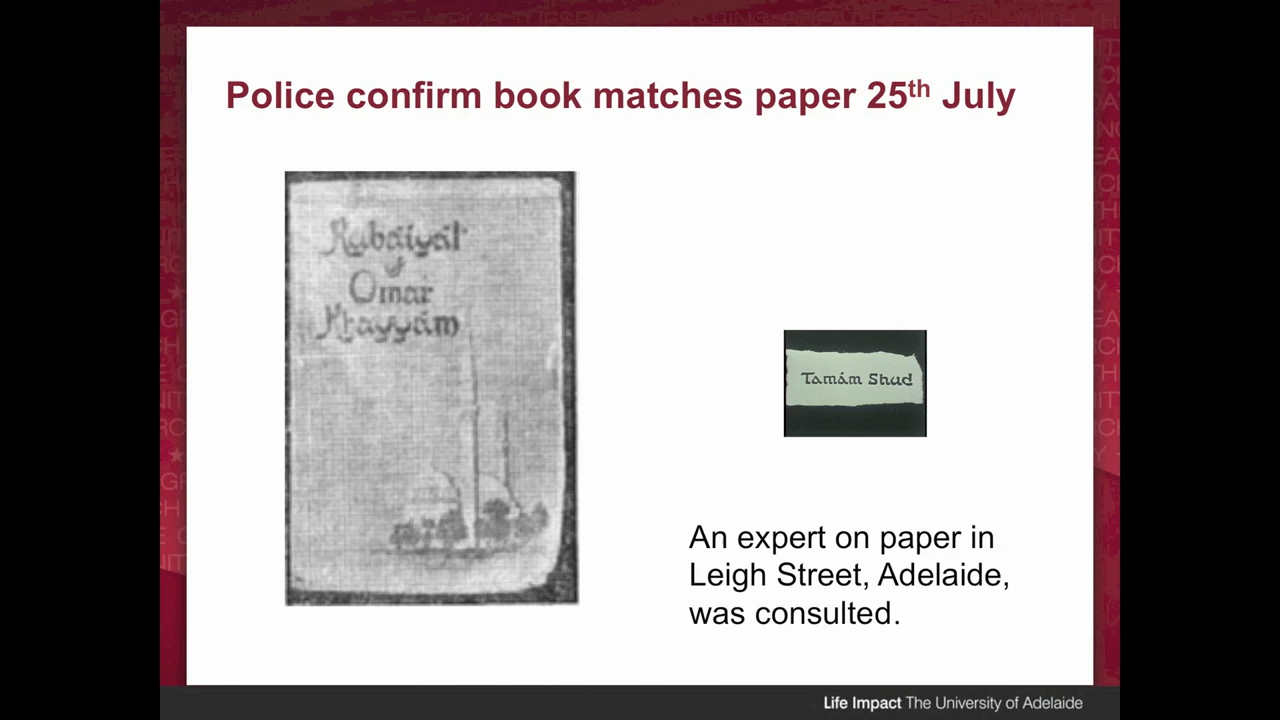 Police confirm book matches paper 25th July
Rubáiyát
of
Omar
Khayyám
Tamám Shud
An expert on paper in
Leigh Street, Adelaide,
was consulted.
Life Impact The University of Adelaide